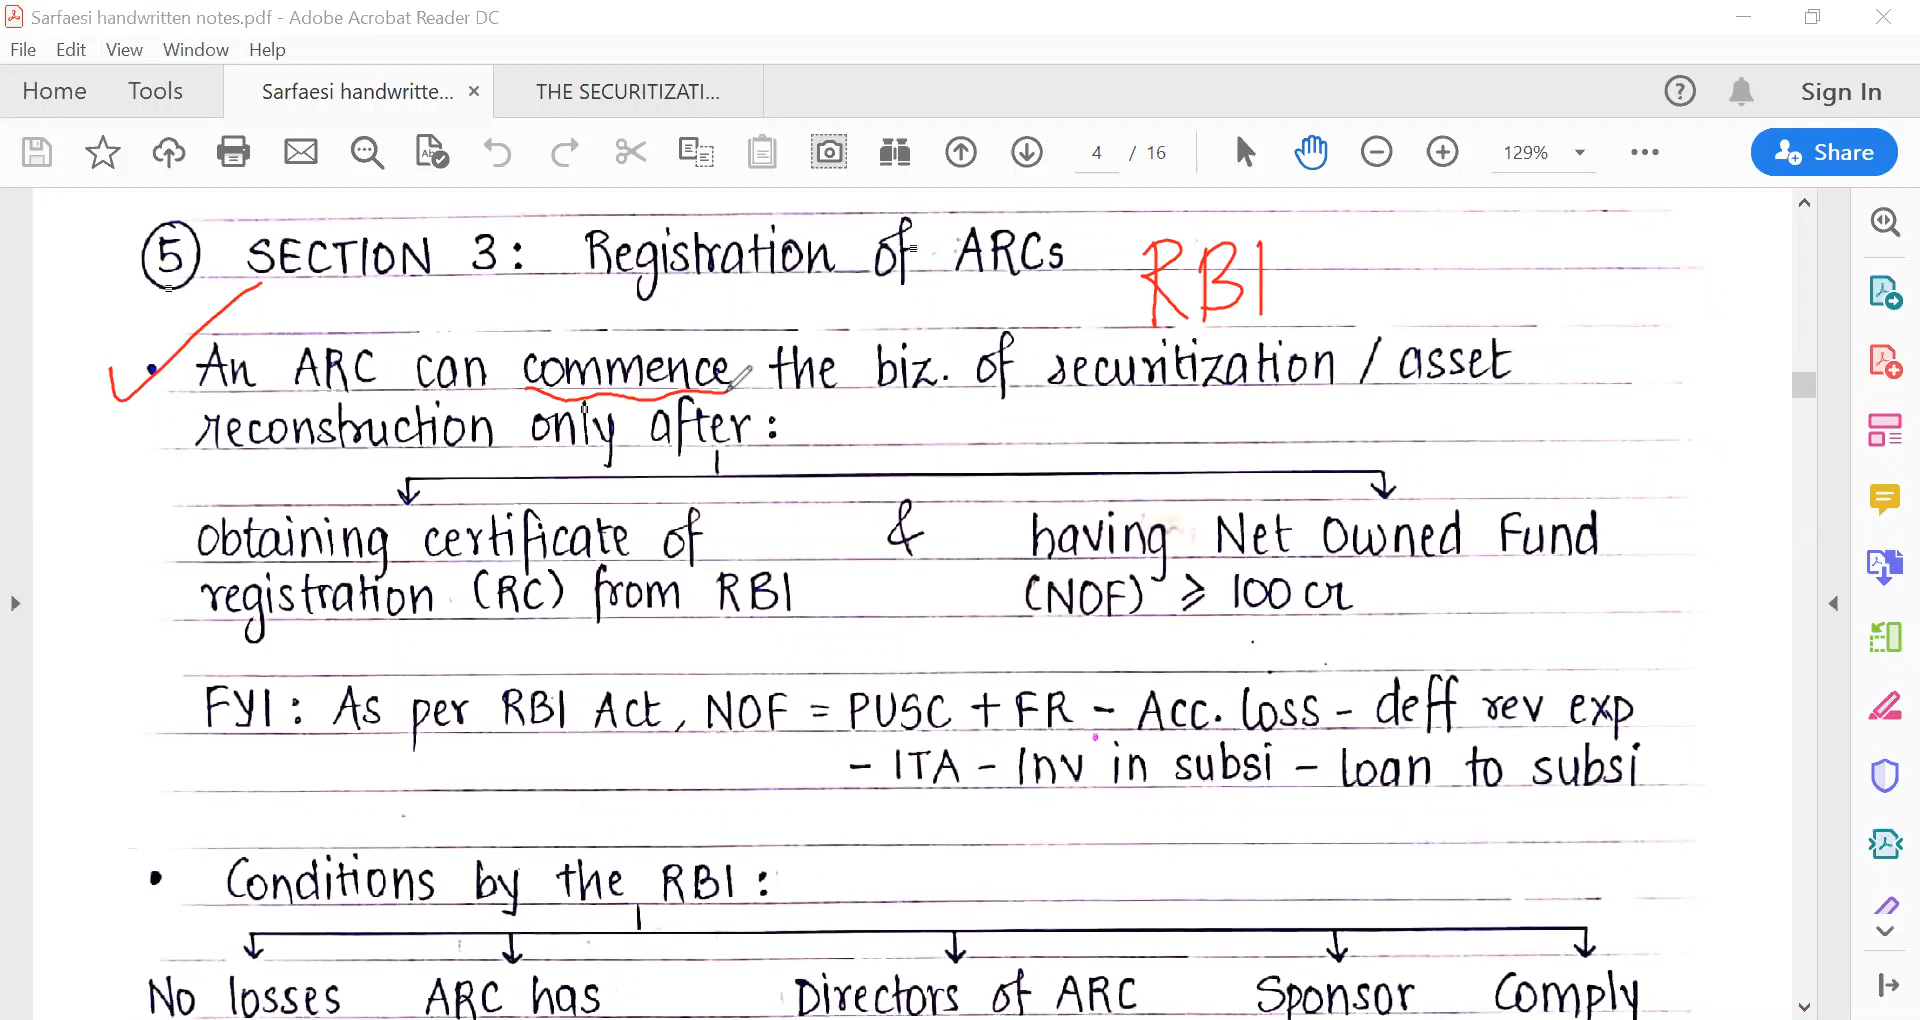 Sarfaesi handwritten notes.pdf - Adobe Acrobat Reader DC
File Edit View Window Help
Home Tools Sarfaesi handwritte... × THE SECURITIZATI... Sign In
4 / 16 129% Share
5 SECTION 3: Registration of ARCs RBI
• An ARC can commence the biz. of securitization / asset
reconstruction only after:
obtaining certificate of & having Net Owned Fund
registration (RC) from RBI (NOF) ≥ 100 cr
FYI: As per RBI Act, NOF = PUSC + FR - Acc. loss - deff rev exp
- ITA - Inv in subsi - loan to subsi
• Conditions by the RBI:
No losses ARC has Directors of ARC Sponsor Comply